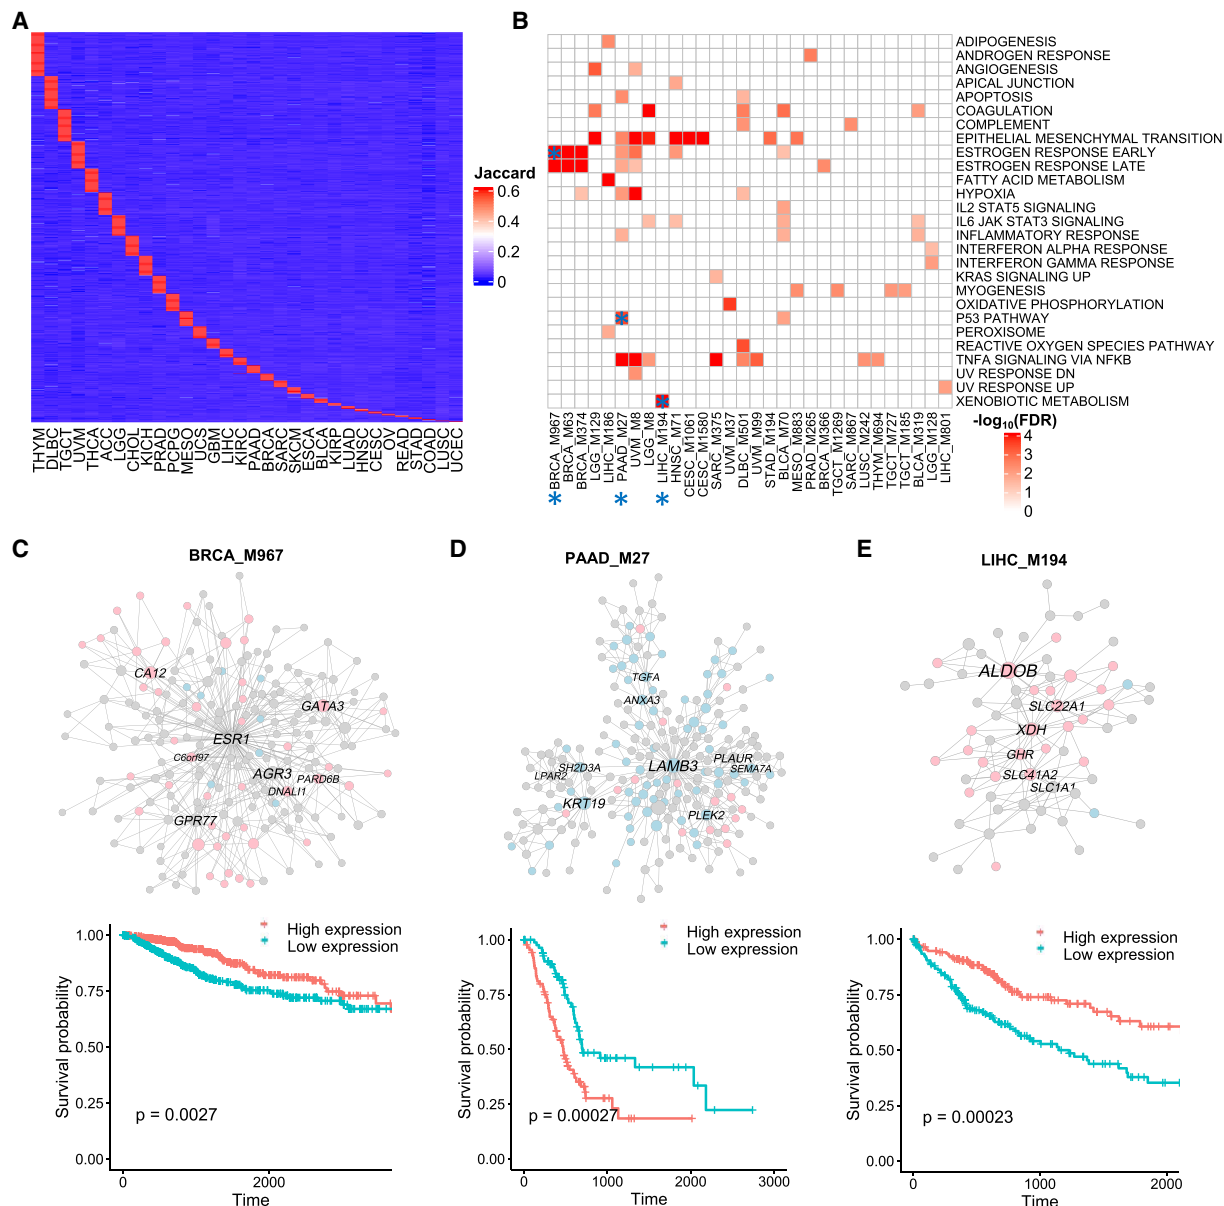 A
THYM
DLBC
TGCT
UVM
THCA
ACC
LGG
CHOL
KICH
PRAD
PCPG
MESO
UCS
GBM
LIHC
KIRC
PAAD
BRCA
SARC
SKCM
ESCA
BLCA
KIRP
LUAD
HNSC
CESC
OV
READ
STAD
COAD
LUSC
UCEC
Jaccard
0.6
0.4
0.2
0
B
ADIPOGENESIS
ANDROGEN RESPONSE
ANGIOGENESIS
APICAL JUNCTION
APOPTOSIS
COAGULATION
COMPLEMENT
EPITHELIAL MESENCHYMAL TRANSITION
ESTROGEN RESPONSE EARLY
ESTROGEN RESPONSE LATE
FATTY ACID METABOLISM
HYPOXIA
IL2 STAT5 SIGNALING
IL6 JAK STAT3 SIGNALING
INFLAMMATORY RESPONSE
INTERFERON ALPHA RESPONSE
INTERFERON GAMMA RESPONSE
KRAS SIGNALING UP
MYOGENESIS
OXIDATIVE PHOSPHORYLATION
P53 PATHWAY
PEROXISOME
REACTIVE OXYGEN SPECIES PATHWAY
TNFA SIGNALING VIA NFKB
UV RESPONSE DN
UV RESPONSE UP
XENOBIOTIC METABOLISM
BRCA_M967
BRCA_M63
BRCA_M374
LGG_M129
LIHC_M186
PAAD_M27
UVM_M8
LGG_M8
LIHC_M194
HNSC_M71
CESC_M1061
CESC_M1580
SARC_M375
UVM_M37
DLBC_M501
UVM_M99
STAD_M194
BLCA_M70
MESO_M883
PRAD_M265
BRCA_M366
TGCT_M1269
SARC_M867
LUSC_M242
THYM_M694
TGCT_M727
TGCT_M185
BLCA_M319
LGG_M128
LIHC_M801
* * *
-log10(FDR)
4
3
2
1
0
C
BRCA_M967
CA12
GATA3
ESR1
C6orf97
AGR3
PARD6B
DNALI1
GPR77
High expression
Low expression
1.00
0.75
0.50
0.25
0.00
Survival probability
p = 0.0027
0 2000
Time
D
PAAD_M27
TGFA
ANXA3
SH2D3A
LPAR2
LAMB3
PLAUR
SEMA7A
KRT19
PLEK2
High expression
Low expression
1.00
0.75
0.50
0.25
0.00
Survival probability
p = 0.00027
0 1000 2000 3000
Time
E
LIHC_M194
ALDOB
SLC22A1
XDH
GHR
SLC41A2
SLC1A1
High expression
Low expression
1.00
0.75
0.50
0.25
0.00
Survival probability
p = 0.00023
0 1000 2000
Time